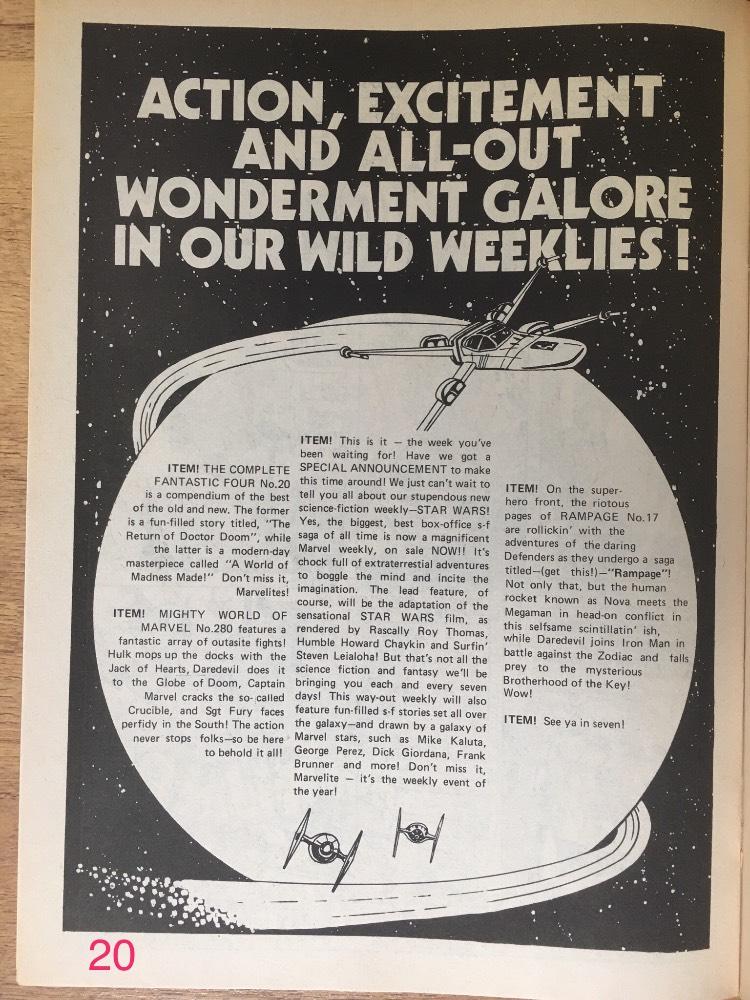 ACTION, EXCITEMENT
AND ALL-OUT
WONDERMENT GALORE
IN OUR WILD WEEKLIES!
ITEM! THE COMPLETE
FANTASTIC FOUR No.20
is a compendium of the best
of the old and new. The former
is a fun-filled story titled, "The
Return of Doctor Doom", while
the latter is a modern-day
masterpiece called "A World of
Madness Made!" Don't miss it,
Marvelites!
ITEM! MIGHTY WORLD OF
MARVEL No.280 features a
fantastic array of outasite fights!
Hulk mops up the docks with the
Jack of Hearts, Daredevil does it
to the Globe of Doom, Captain
Marvel cracks the so-called
Crucible, and Sgt Fury faces
perfidy in the South! The action
never stops folks—so be here
to behold it all!
ITEM! This is it — the week you've
been waiting for! Have we got a
SPECIAL ANNOUNCEMENT to make
this time around! We just can't wait to
tell you all about our stupendous new
science-fiction weekly—STAR WARS!
Yes, the biggest, best box-office s-f
saga of all time is now a magnificent
Marvel weekly, on sale NOW!! It's
chock full of extraterrestial adventures
to boggle the mind and incite the
imagination. The lead feature, of
course, will be the adaptation of the
sensational STAR WARS film, as
rendered by Rascally Roy Thomas,
Humble Howard Chaykin and Surfin'
Steven Leialoha! But that's not all the
science fiction and fantasy we'll be
bringing you each and every seven
days! This way-out weekly will also
feature fun-filled s-f stories set all over
the galaxy—and drawn by a galaxy of
Marvel stars, such as Mike Kaluta,
George Perez, Dick Giordana, Frank
Brunner and more! Don't miss it,
Marvelite — it's the weekly event of
the year!
ITEM! On the super-
hero front, the riotous
pages of RAMPAGE No.17
are rollickin' with the
adventures of the daring
Defenders as they undergo a saga
titled—(get this!)—"Rampage"!
Not only that, but the human
rocket known as Nova meets the
Megaman in head-on conflict in
this selfsame scintillatin' ish,
while Daredevil joins Iron Man in
battle against the Zodiac and falls
prey to the mysterious
Brotherhood of the Key!
Wow!
ITEM! See ya in seven!
20